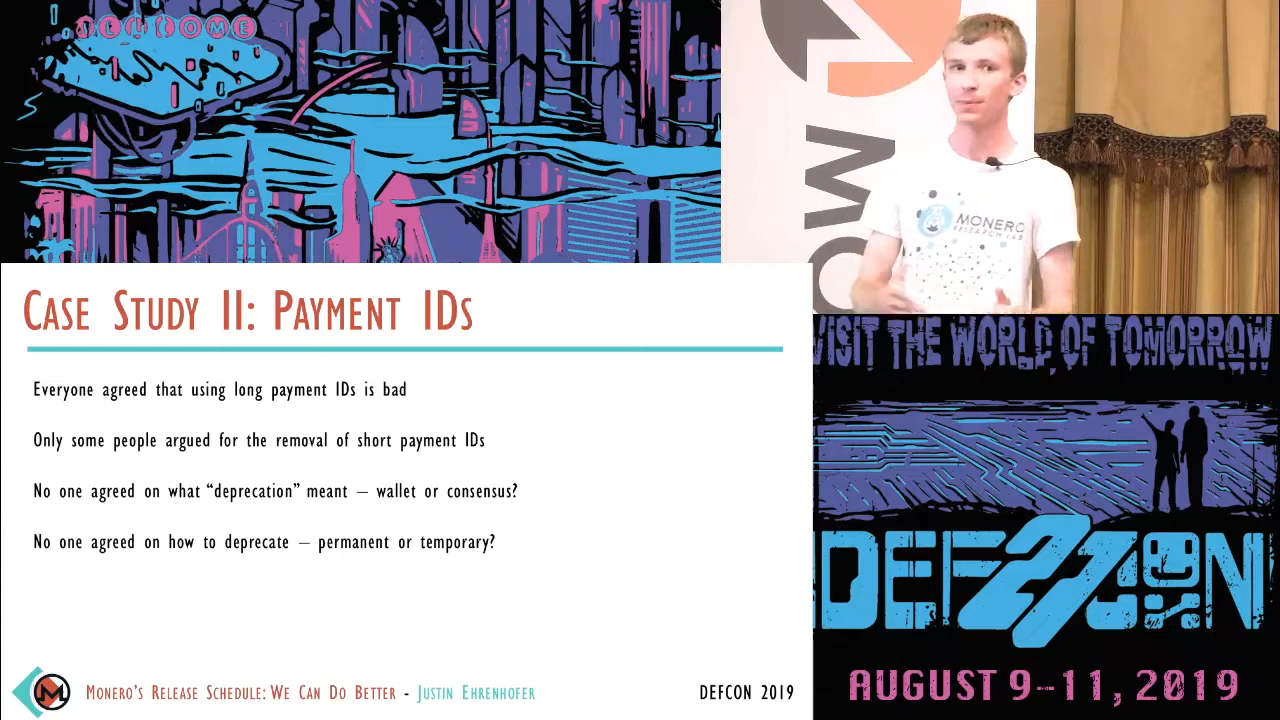 WELCOME
MONERO
RESEARCH LAB
Case Study II: Payment IDs
VISIT THE WORLD OF TOMORROW
Everyone agreed that using long payment IDs is bad
Only some people argued for the removal of short payment IDs
No one agreed on what “deprecation” meant – wallet or consensus?
No one agreed on how to deprecate – permanent or temporary?
DEF27CON
AUGUST 9-11, 2019
Monero's Release Schedule: We Can Do Better - Justin Ehrenhofer
DEFCON 2019